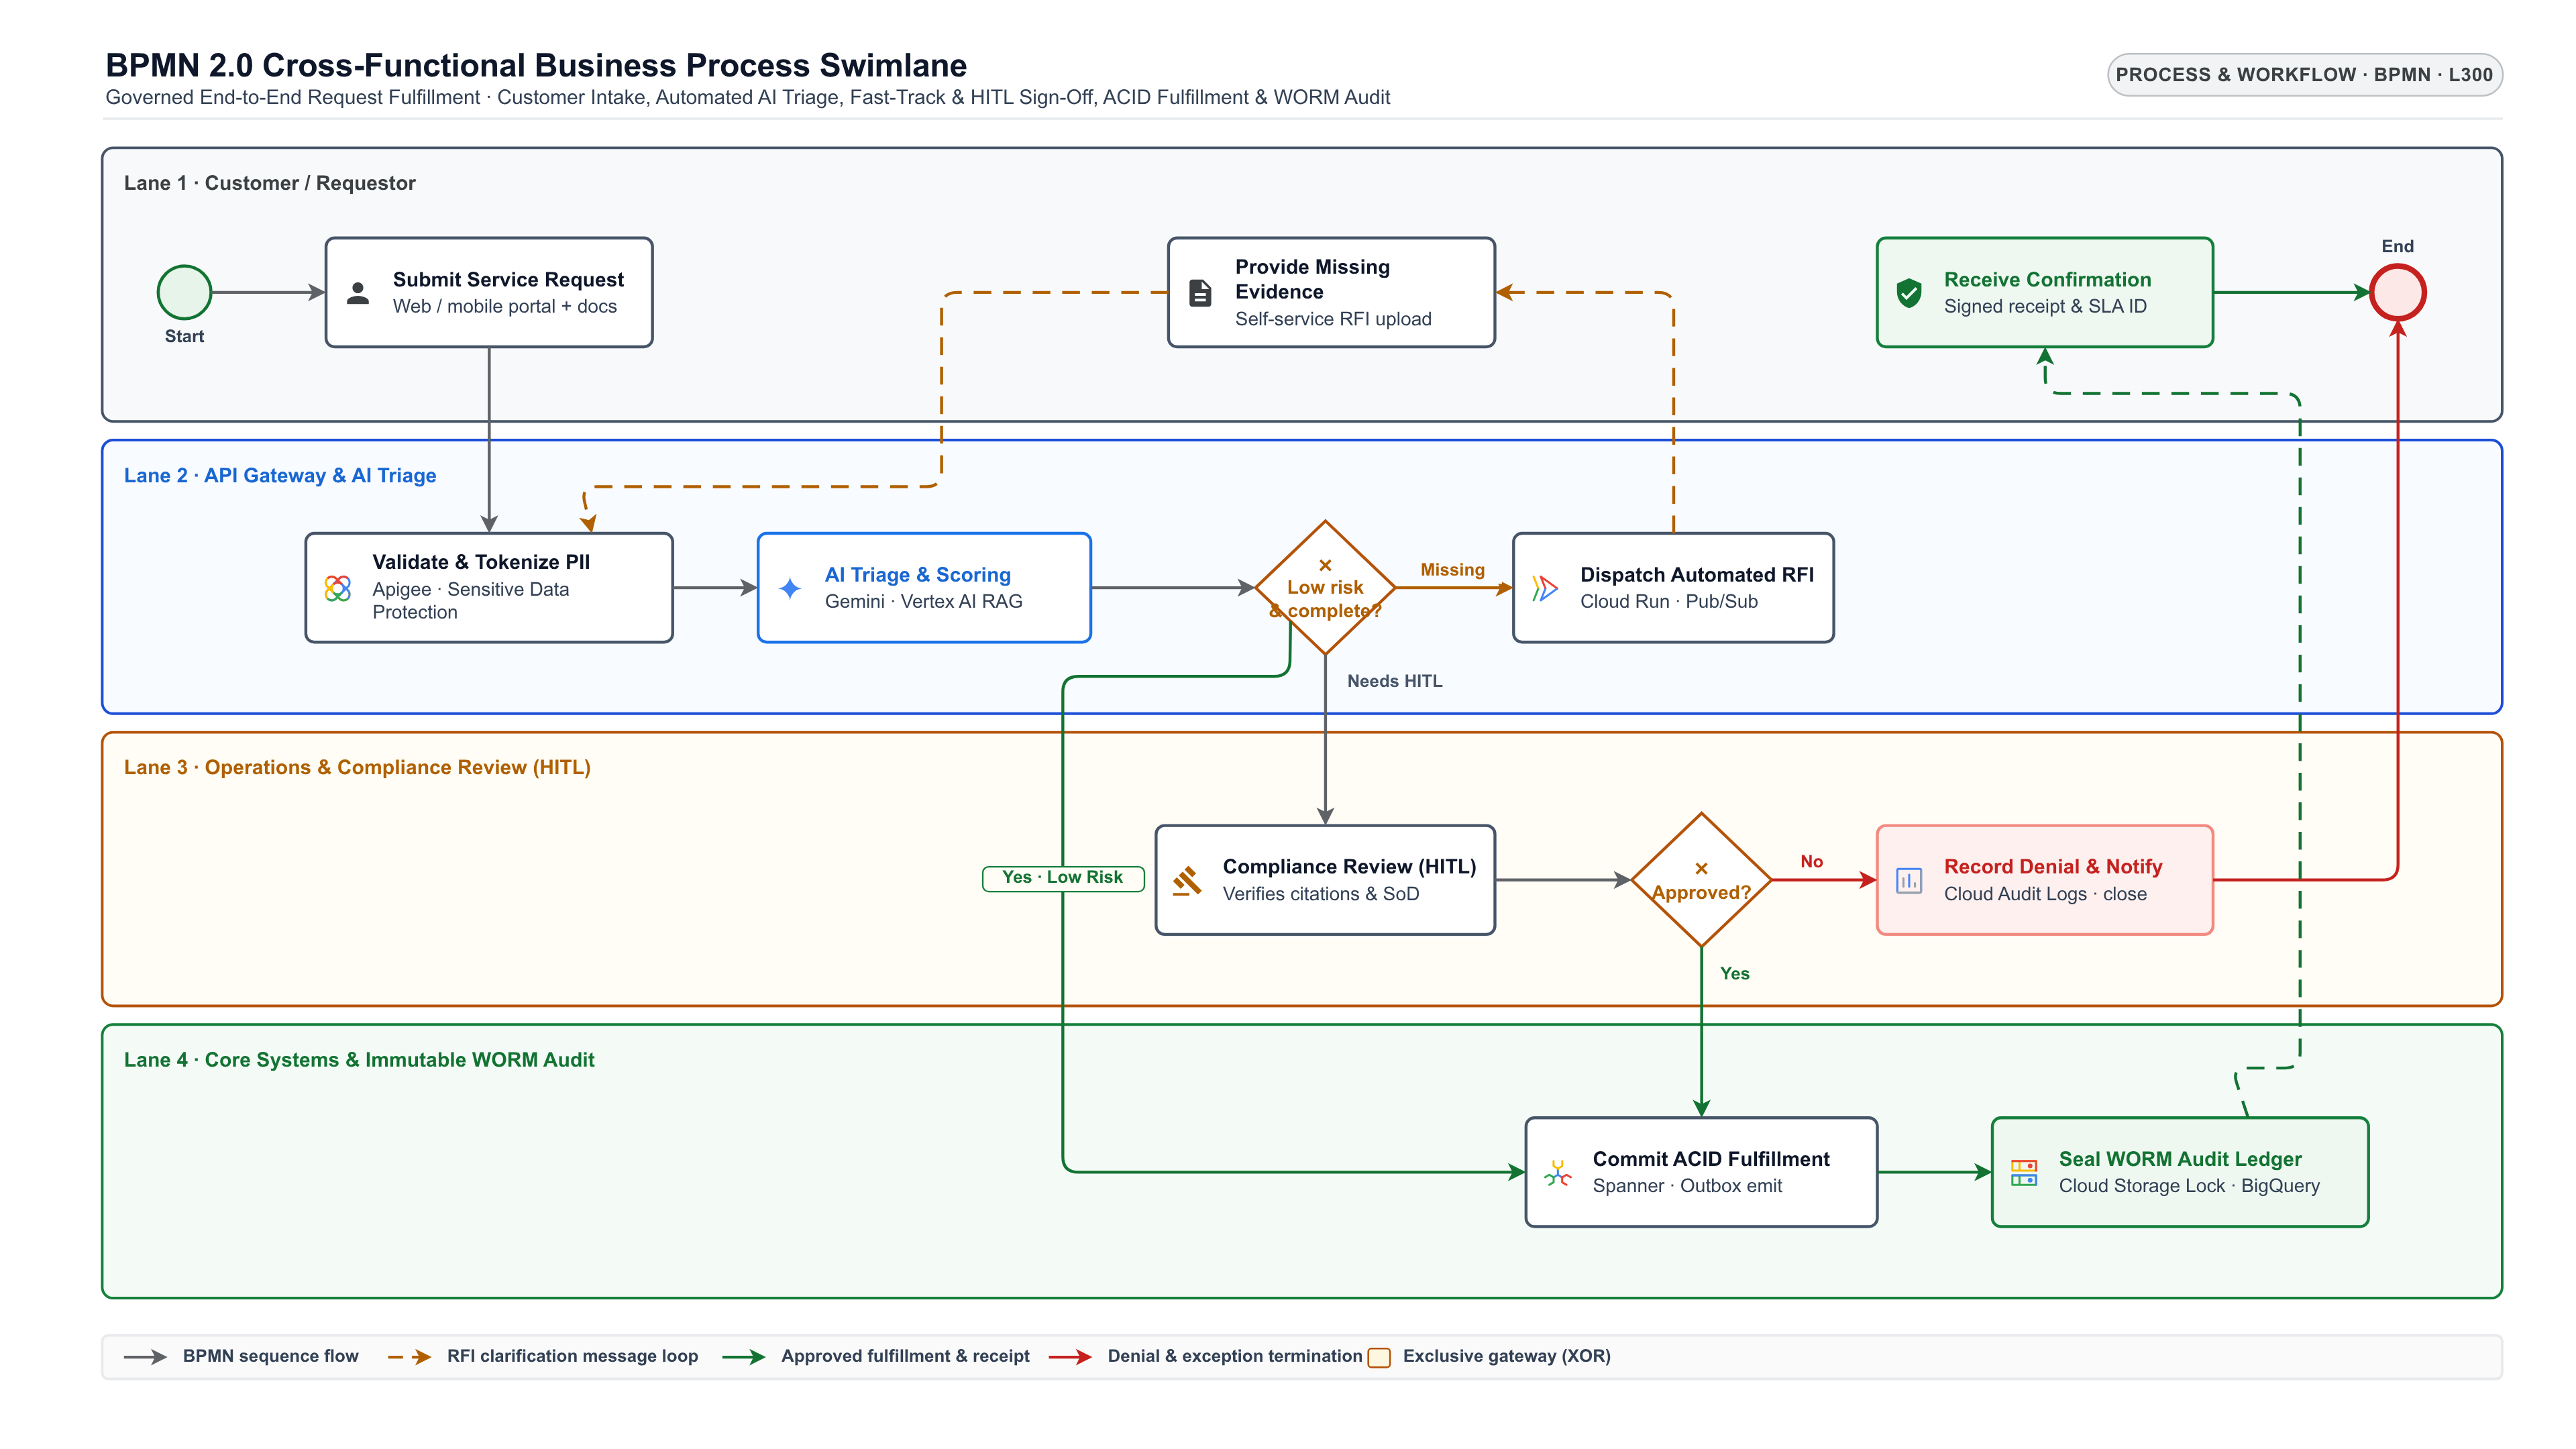 BPMN 2.0 Cross-Functional Business Process Swimlane
Governed End-to-End Request Fulfillment · Customer Intake, Automated AI Triage, Fast-Track & HITL Sign-Off, ACID Fulfillment & WORM Audit
PROCESS & WORKFLOW · BPMN · L300
Lane 1 · Customer / Requestor
Start
Submit Service Request
Web / mobile portal + docs
Provide Missing
Evidence
Self-service RFI upload
Receive Confirmation
Signed receipt & SLA ID
End
Lane 2 · API Gateway & AI Triage
Validate & Tokenize PII
Apigee · Sensitive Data
Protection
AI Triage & Scoring
Gemini · Vertex AI RAG
×
Low risk
& complete?
Missing
Dispatch Automated RFI
Cloud Run · Pub/Sub
Needs HITL
Lane 3 · Operations & Compliance Review (HITL)
Yes · Low Risk
Compliance Review (HITL)
Verifies citations & SoD
×
Approved?
No
Record Denial & Notify
Cloud Audit Logs · close
Yes
Lane 4 · Core Systems & Immutable WORM Audit
Commit ACID Fulfillment
Spanner · Outbox emit
Seal WORM Audit Ledger
Cloud Storage Lock · BigQuery
BPMN sequence flow
RFI clarification message loop
Approved fulfillment & receipt
Denial & exception termination
Exclusive gateway (XOR)